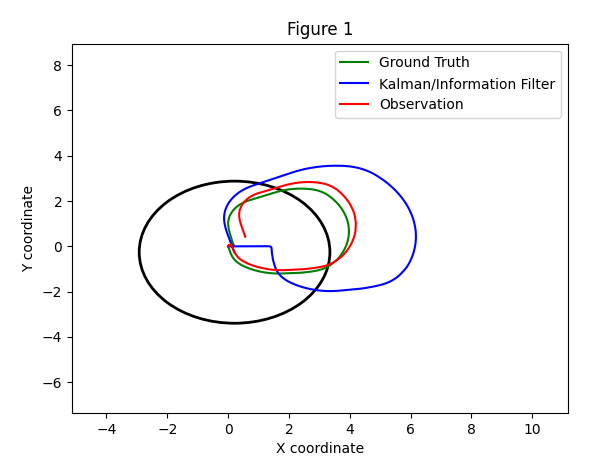 Figure 1
Ground Truth
Kalman/Information Filter
Observation
8
6
4
2
0
−2
−4
−6
Y coordinate
−4 −2 0 2 4 6 8 10
X coordinate